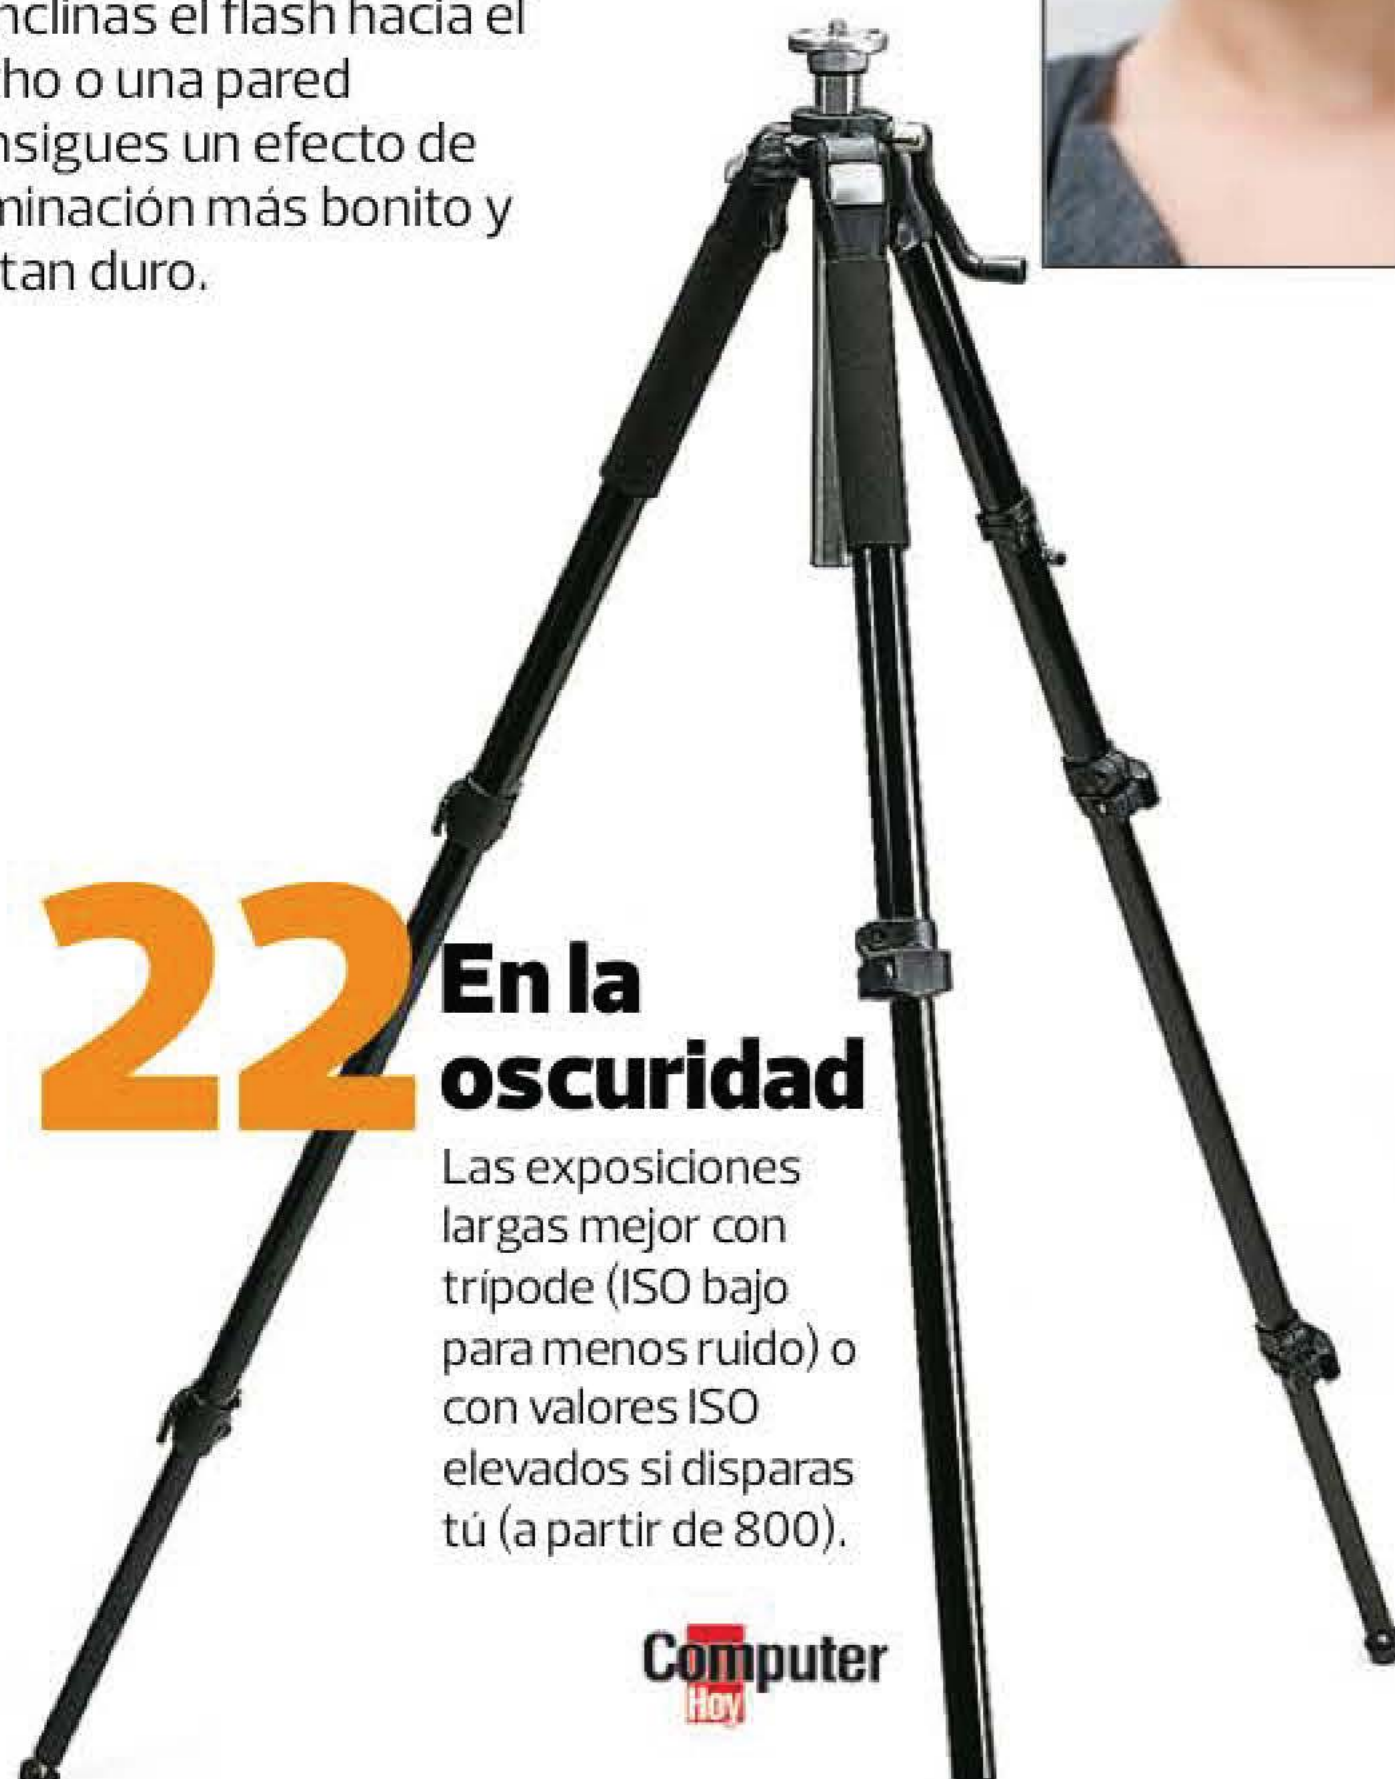 nclinas el flash hacia el
cho o una pared
nsigues un efecto de
minación más bonito y
tan duro.
22
En la
oscuridad
Las exposiciones
largas mejor con
trípode (ISO bajo
para menos ruido) o
con valores ISO
elevados si disparas
tú (a partir de 800).
Computer
Hoy